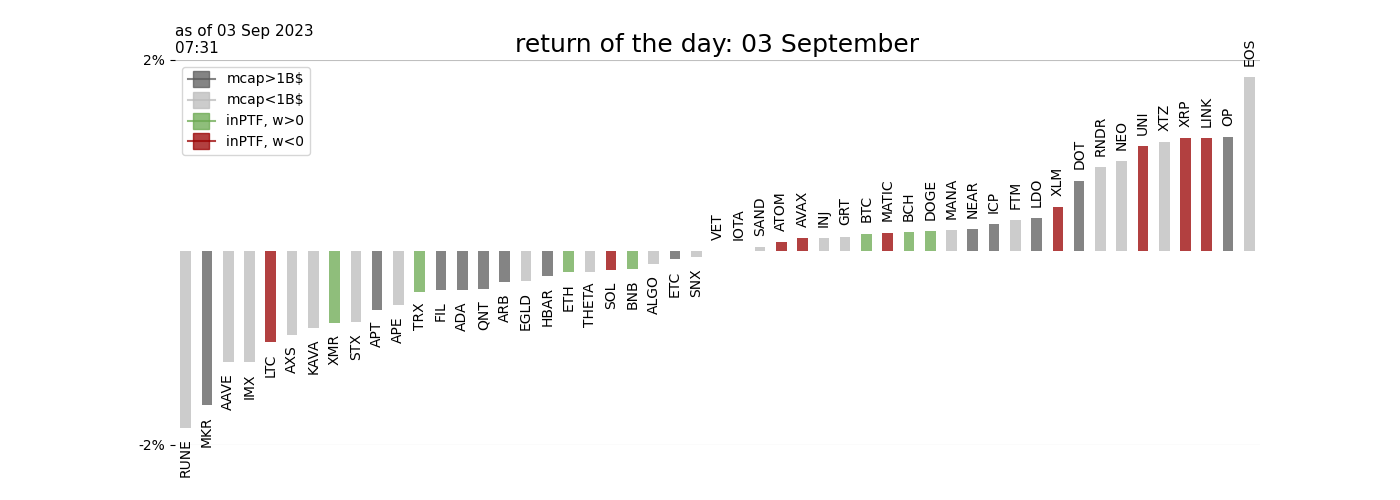 as of 03 Sep 2023
07:31
return of the day: 03 September
2%
mcap>1B$
mcap<1B$
inPTF, w>0
inPTF, w<0
-2%
RUNE
MKR
AAVE
IMX
LTC
AXS
KAVA
XMR
STX
APT
APE
TRX
FIL
ADA
QNT
ARB
EGLD
HBAR
ETH
THETA
SOL
BNB
ALGO
ETC
SNX
VET
IOTA
SAND
ATOM
AVAX
INJ
GRT
BTC
MATIC
BCH
DOGE
MANA
NEAR
ICP
FTM
LDO
XLM
DOT
RNDR
NEO
UNI
XTZ
XRP
LINK
OP
EOS